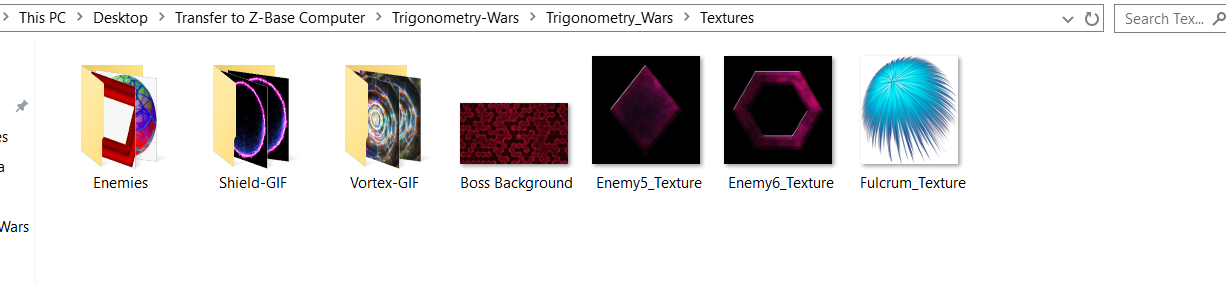 This PC > Desktop > Transfer to Z-Base Computer > Trigonometry-Wars > Trigonometry_Wars > Textures
Search Tex...
es
a
Wars
Enemies
Shield-GIF
Vortex-GIF
Boss Background
Enemy5_Texture
Enemy6_Texture
Fulcrum_Texture